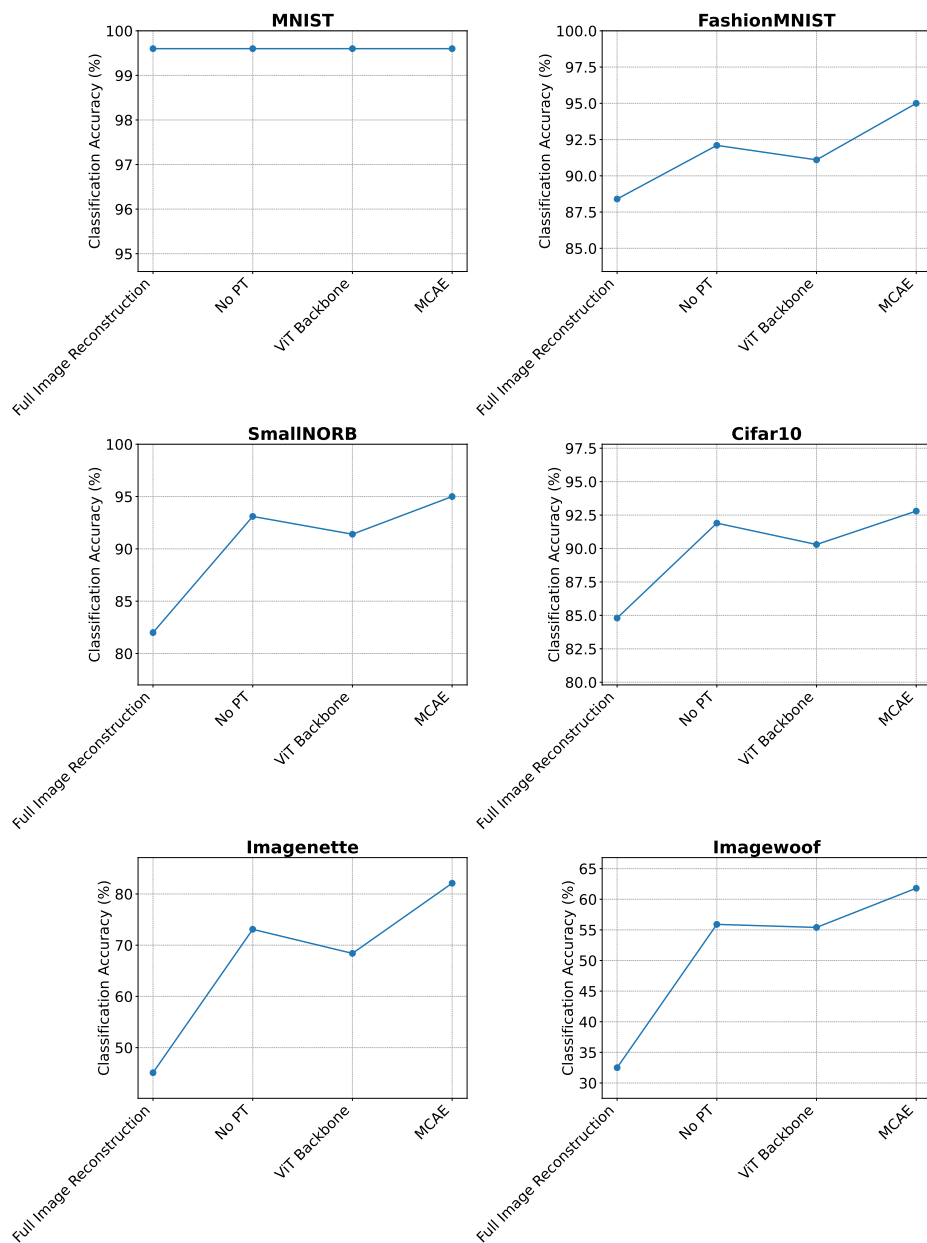 MNIST
Classification Accuracy (%)
100
99
98
97
96
95
Full Image Reconstruction
No PT
ViT Backbone
MCAE
FashionMNIST
Classification Accuracy (%)
100.0
97.5
95.0
92.5
90.0
87.5
85.0
Full Image Reconstruction
No PT
ViT Backbone
MCAE
SmallNORB
Classification Accuracy (%)
100
95
90
85
80
Full Image Reconstruction
No PT
ViT Backbone
MCAE
Cifar10
Classification Accuracy (%)
97.5
95.0
92.5
90.0
87.5
85.0
82.5
80.0
Full Image Reconstruction
No PT
ViT Backbone
MCAE
Imagenette
Classification Accuracy (%)
80
70
60
50
Full Image Reconstruction
No PT
ViT Backbone
MCAE
Imagewoof
Classification Accuracy (%)
65
60
55
50
45
40
35
30
Full Image Reconstruction
No PT
ViT Backbone
MCAE